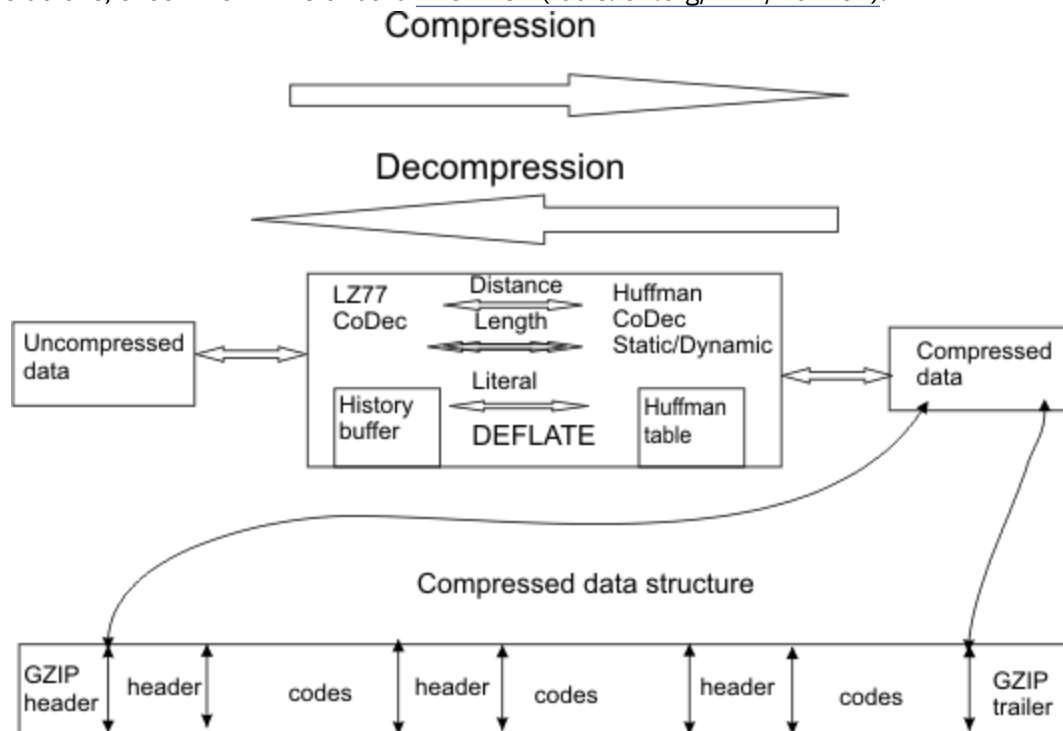 Compression
Decompression
LZ77
CoDec
Distance
Length
Literal
DEFLATE
Huffman
CoDec
Static/Dynamic
Uncompressed
data
History
buffer
Huffman
table
Compressed
data
Compressed data structure
GZIP
header
header
codes
header
codes
header
codes
GZIP
trailer